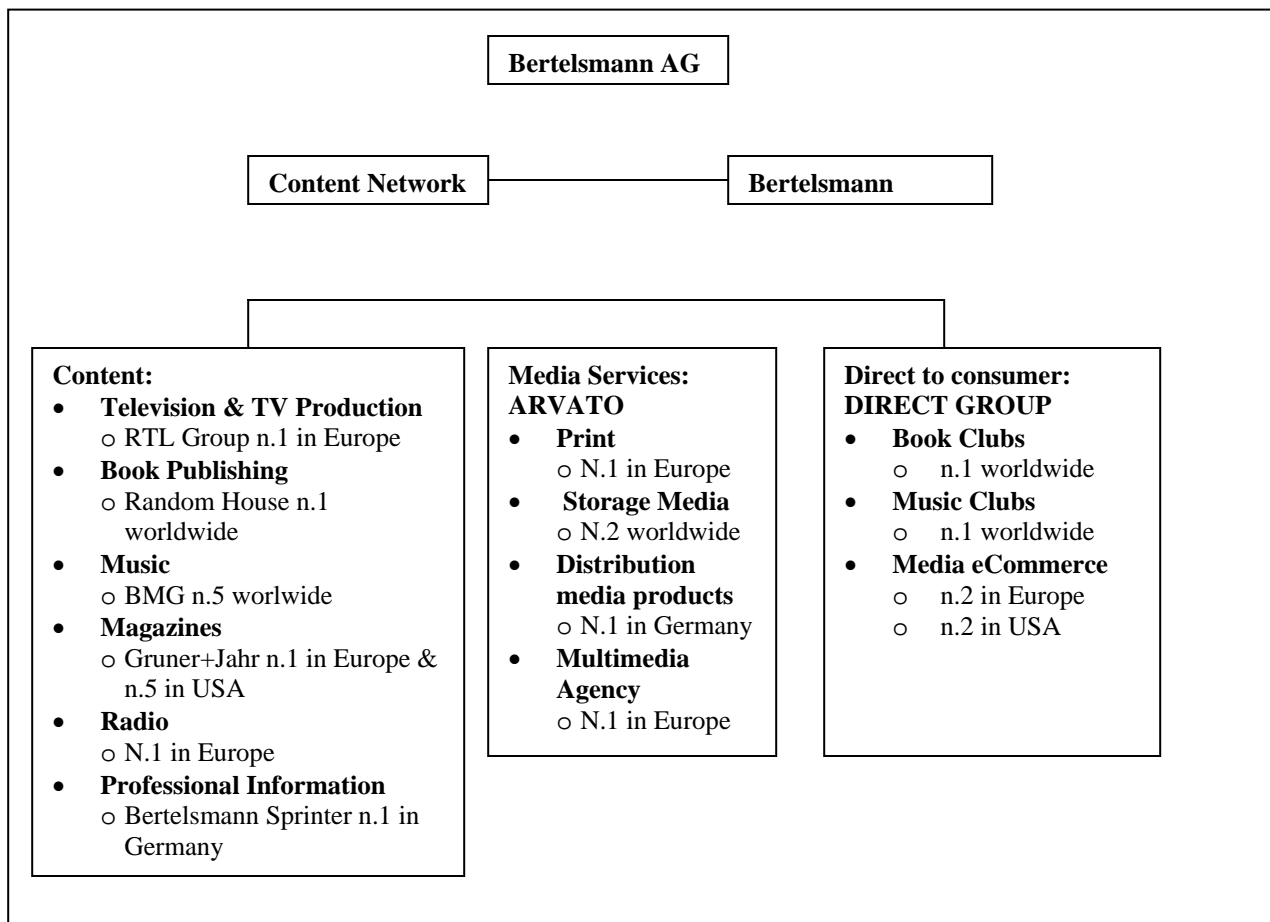 Bertelsmann AG
Content Network
Bertelsmann
Content:
• Television & TV Production
o RTL Group n.1 in Europe
• Book Publishing
o Random House n.1
worldwide
• Music
o BMG n.5 worlwide
• Magazines
o Gruner+Jahr n.1 in Europe &
n.5 in USA
• Radio
o N.1 in Europe
• Professional Information
o Bertelsmann Sprinter n.1 in
Germany
Media Services:
ARVATO
• Print
o N.1 in Europe
• Storage Media
o N.2 worldwide
• Distribution
media products
o N.1 in Germany
• Multimedia
Agency
o N.1 in Europe
Direct to consumer:
DIRECT GROUP
• Book Clubs
o n.1 worldwide
• Music Clubs
o n.1 worldwide
• Media eCommerce
o n.2 in Europe
o n.2 in USA